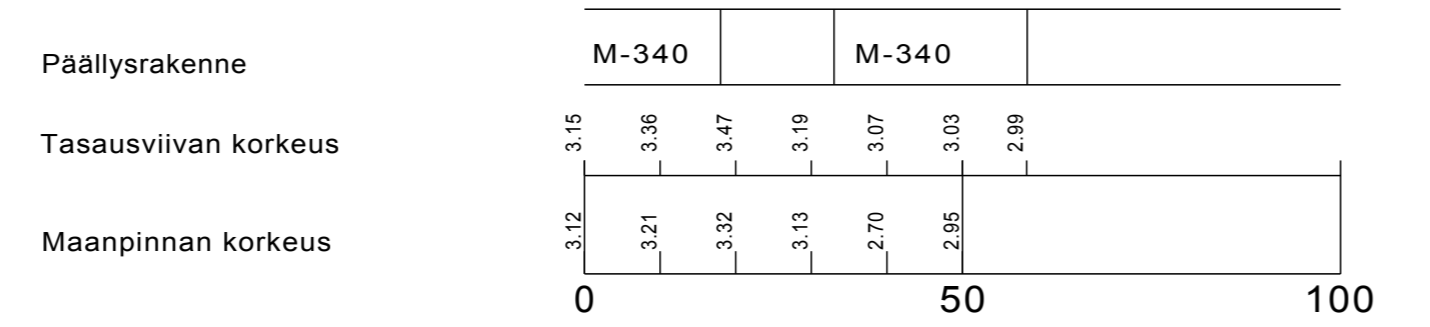 Päällysrakenne M-340 M-340
Tasausviivan korkeus 3.15 3.36 3.47 3.19 3.07 3.03 2.99
Maanpinnan korkeus 3.12 3.21 3.32 3.13 2.70 2.95
0 50 100